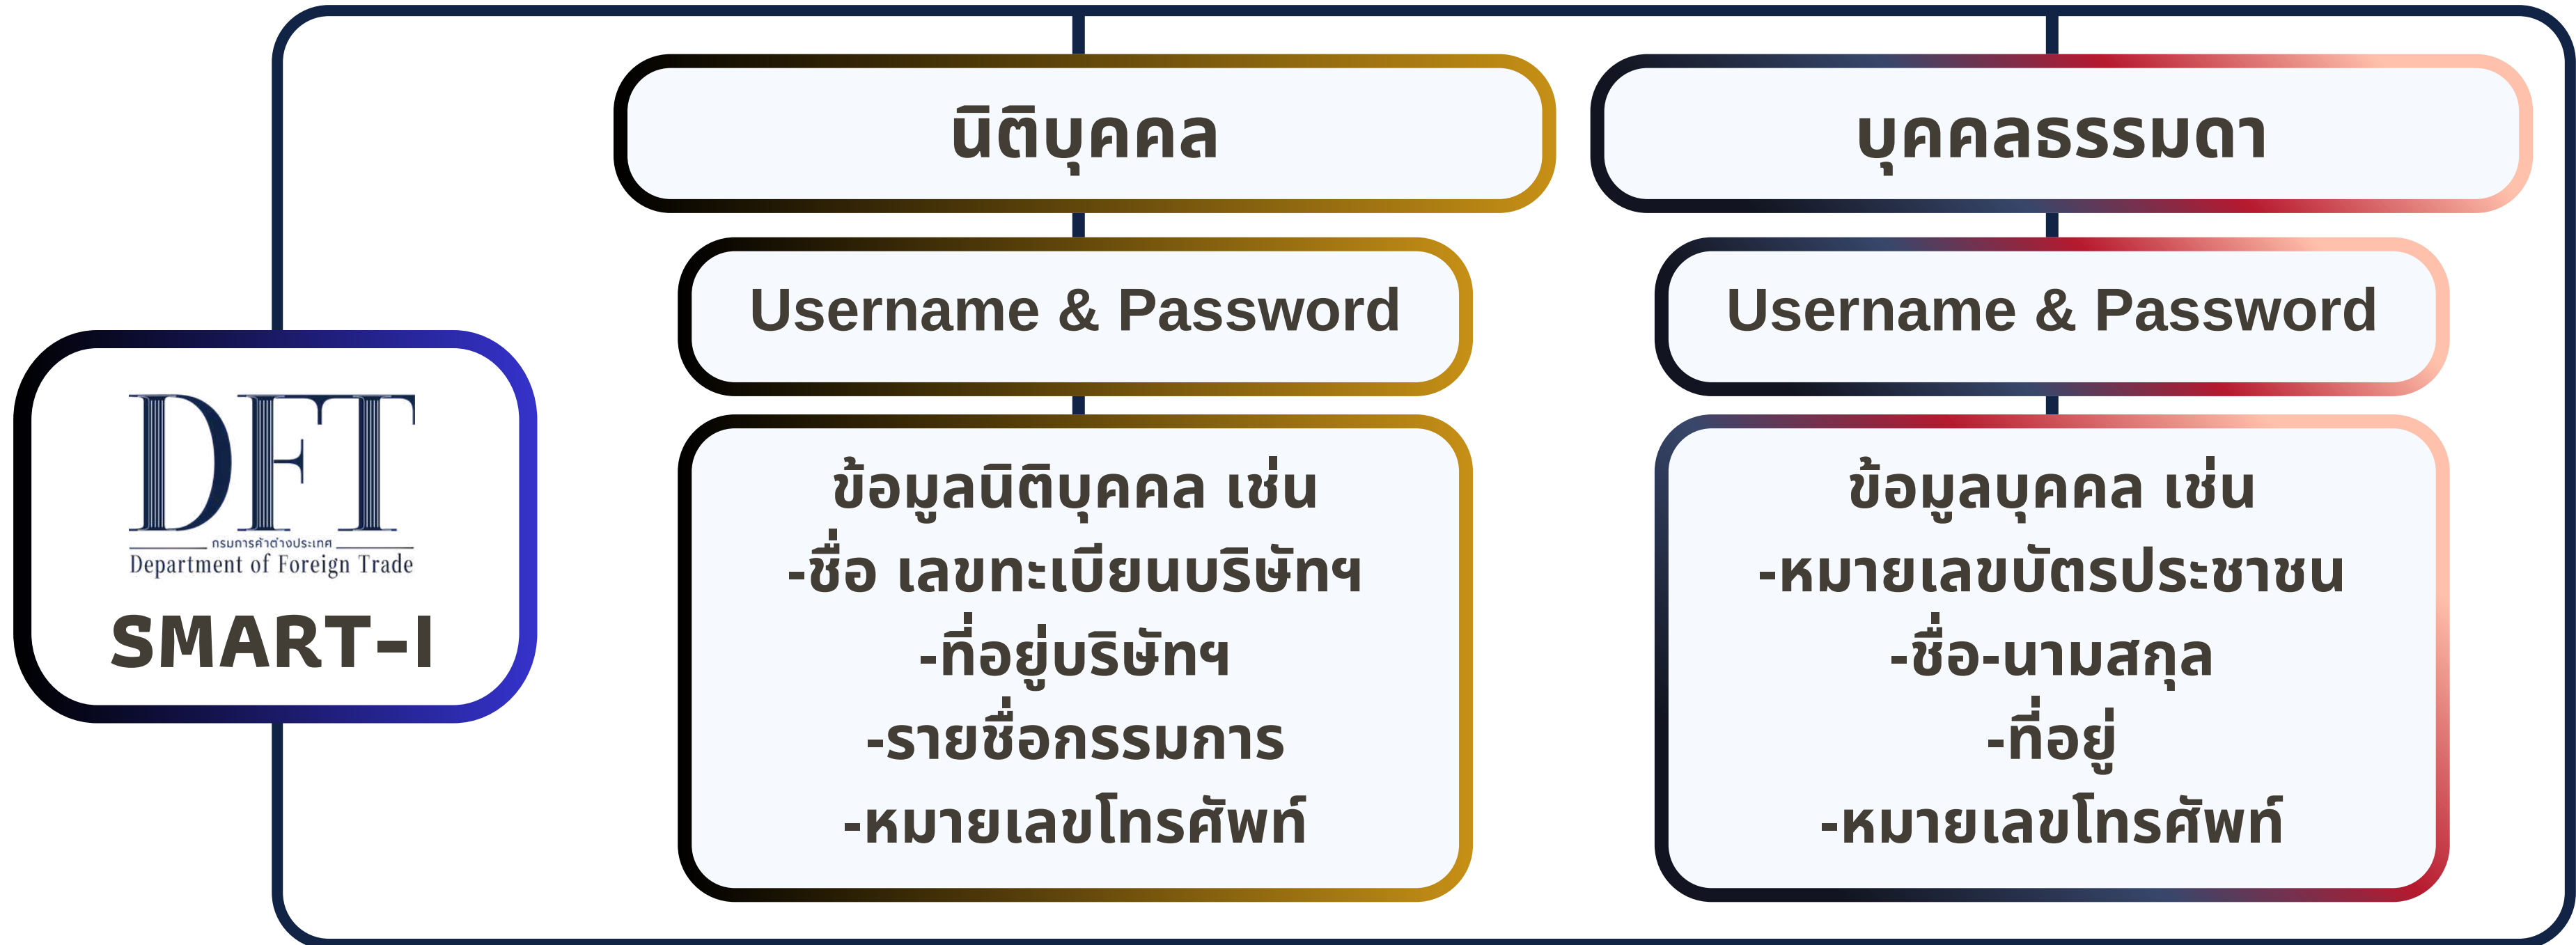 นิติบุคคล
บุคคลธรรมดา
Username & Password
Username & Password
DFT
กรมการค้าต่างประเทศ
Department of Foreign Trade
SMART-I
ข้อมูลนิติบุคคล เช่น
-ชื่อ เลขทะเบียนบริษัทฯ
-ที่อยู่บริษัทฯ
-รายชื่อกรรมการ
-หมายเลขโทรศัพท์
ข้อมูลบุคคล เช่น
-หมายเลขบัตรประชาชน
-ชื่อ-นามสกุล
-ที่อยู่
-หมายเลขโทรศัพท์